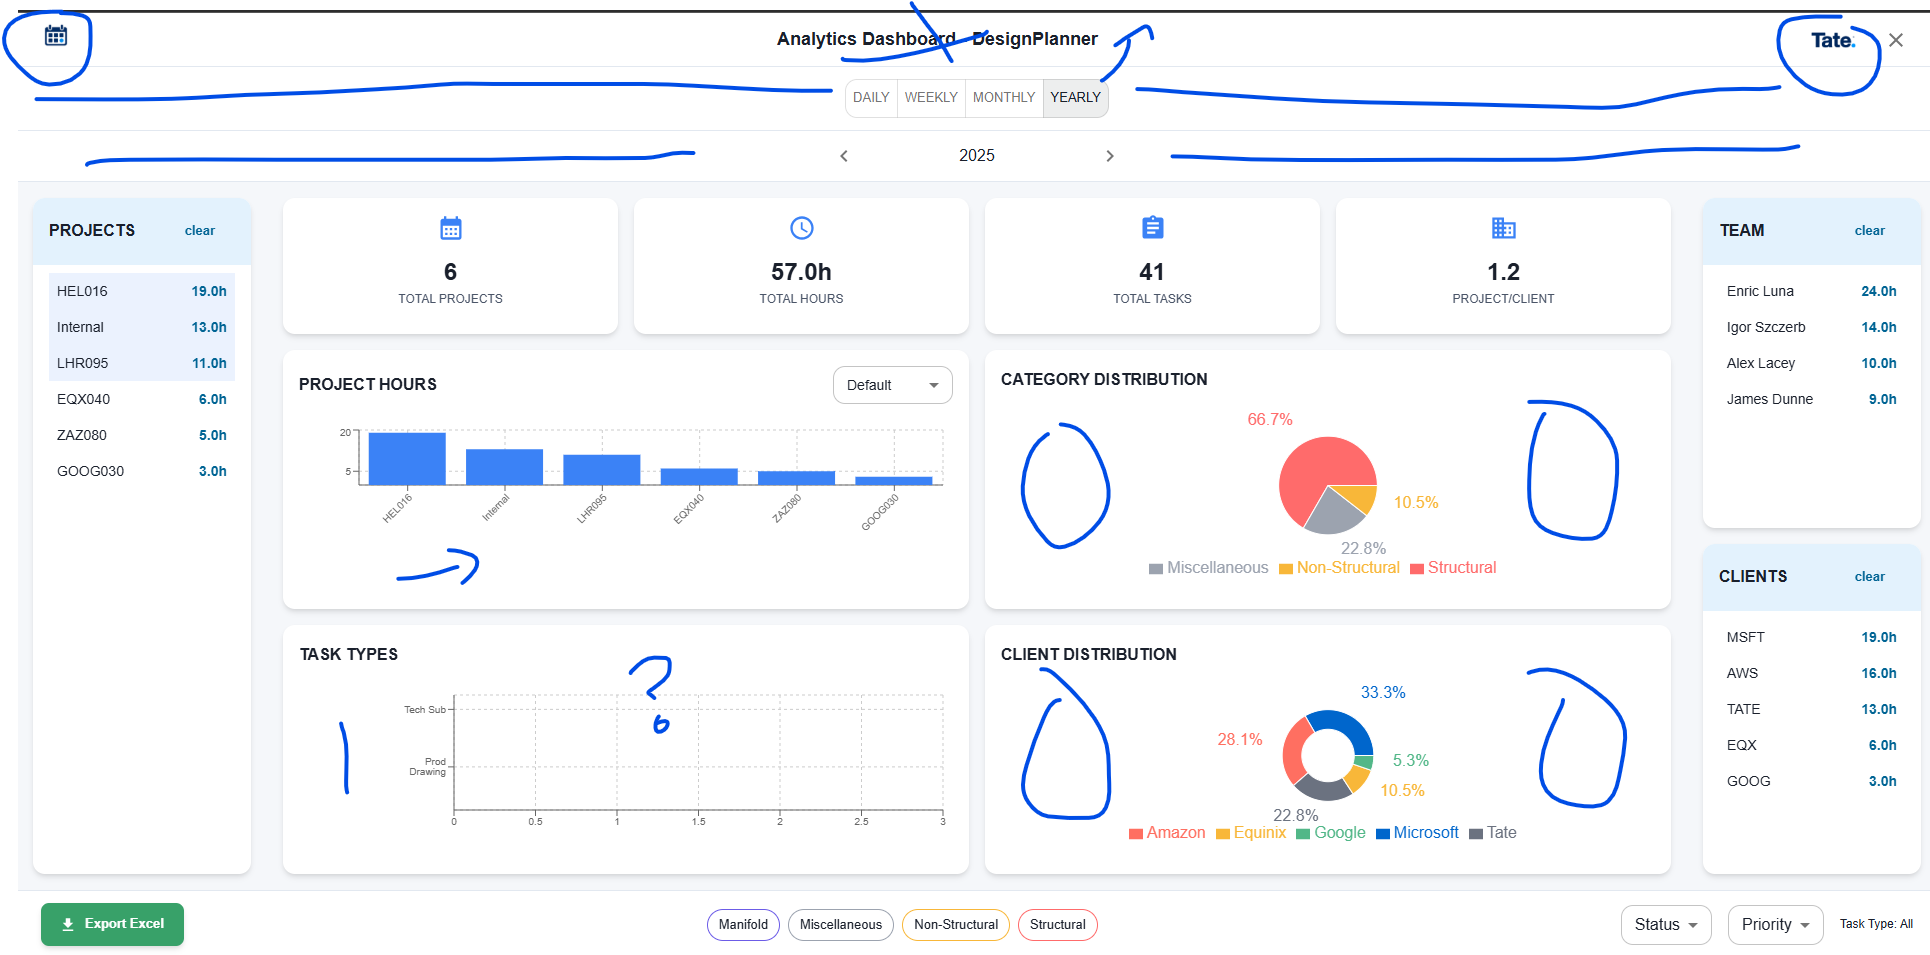 Analytics Dashboard - DesignPlanner
Tate.
DAILY WEEKLY MONTHLY YEARLY
2025
PROJECTS clear
HEL016 19.0h
Internal 13.0h
LHR095 11.0h
EQX040 6.0h
ZAZ080 5.0h
GOOG030 3.0h
6
TOTAL PROJECTS
57.0h
TOTAL HOURS
41
TOTAL TASKS
1.2
PROJECT/CLIENT
PROJECT HOURS
Default
20
5
HEL016 Internal LHR095 EQX040 ZAZ080 GOOG030
CATEGORY DISTRIBUTION
66.7%
10.5%
22.8%
Miscellaneous Non-Structural Structural
TASK TYPES
?
Tech Sub
Prod
Drawing
0 0.5 1 1.5 2 2.5 3
CLIENT DISTRIBUTION
33.3%
28.1%
5.3%
10.5%
22.8%
Amazon Equinix Google Microsoft Tate
TEAM clear
Enric Luna 24.0h
Igor Szczerb 14.0h
Alex Lacey 10.0h
James Dunne 9.0h
CLIENTS clear
MSFT 19.0h
AWS 16.0h
TATE 13.0h
EQX 6.0h
GOOG 3.0h
Export Excel
Manifold Miscellaneous Non-Structural Structural
Status Priority Task Type: All